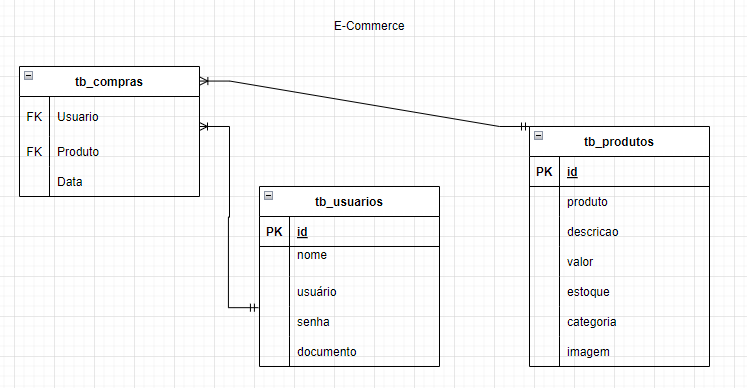 E-Commerce
tb_compras
FK Usuario
FK Produto
Data
tb_usuarios
PK id
nome
usuário
senha
documento
tb_produtos
PK id
produto
descricao
valor
estoque
categoria
imagem